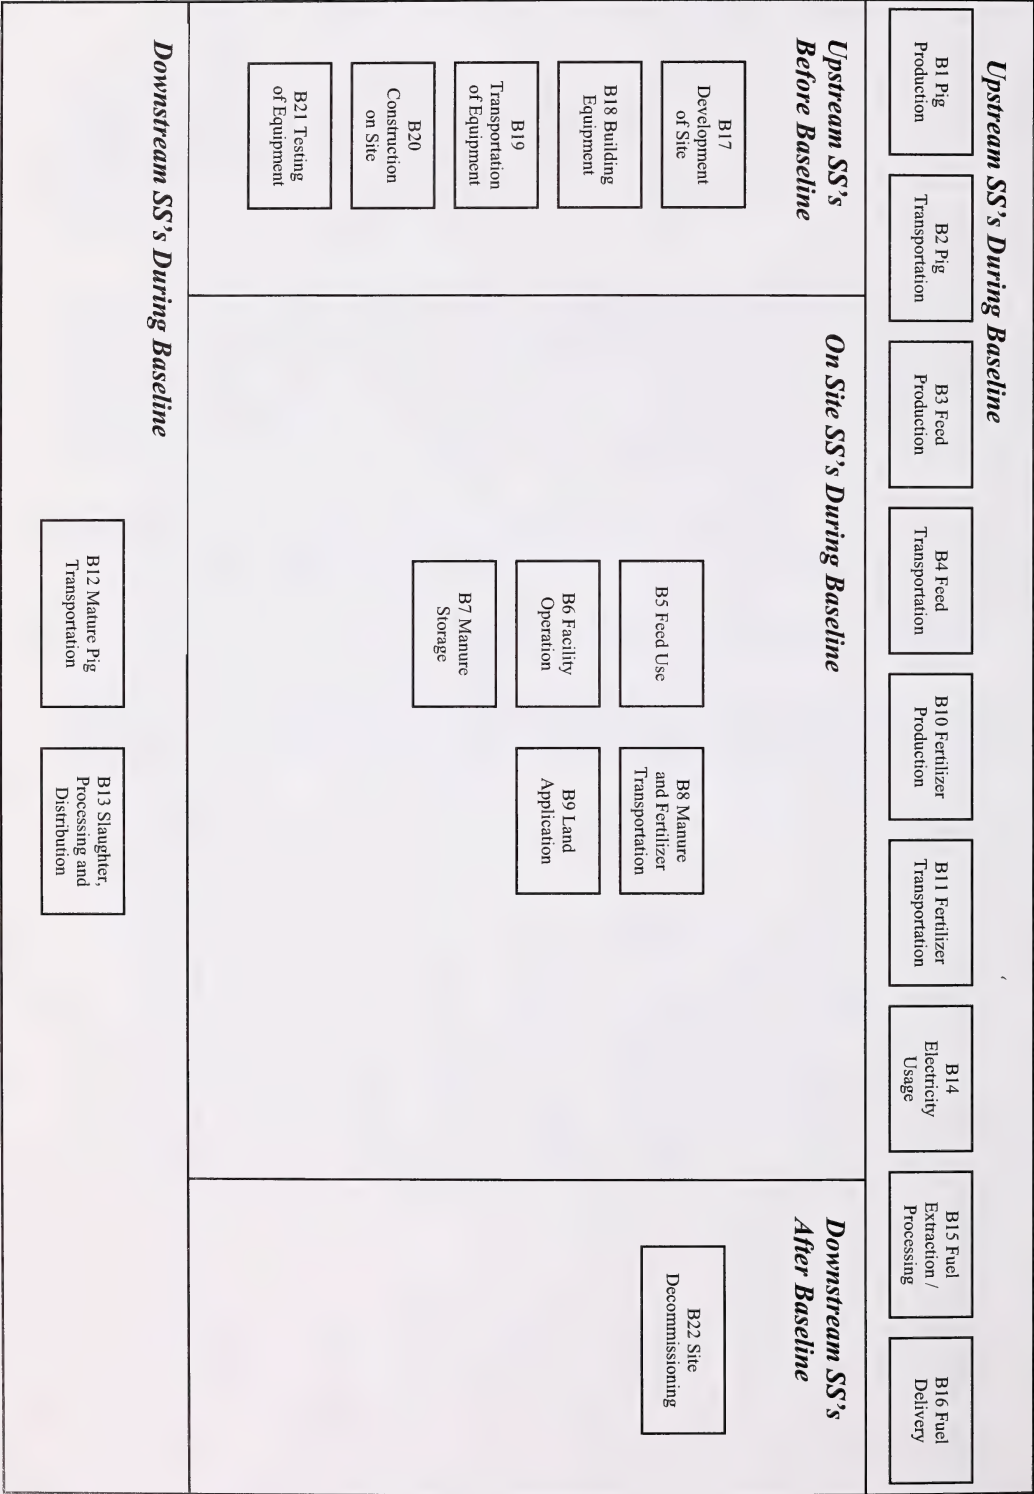 Upstream SS's During Baseline
B1 Pig
Production
B2 Pig
Transportation
B3 Feed
Production
B4 Feed
Transportation
B10 Fertilizer
Production
B11 Fertilizer
Transportation
B14
Electricity
Usage
B15 Fuel
Extraction /
Processing
B16 Fuel
Delivery
Upstream SS's
Before Baseline
B17
Development
of Site
B18 Building
Equipment
B19
Transportation
of Equipment
B20
Construction
on Site
B21 Testing
of Equipment
On Site SS's During Baseline
B5 Feed Use
B6 Facility
Operation
B7 Manure
Storage
B8 Manure
and Fertilizer
Transportation
B9 Land
Application
Downstream SS's
After Baseline
B22 Site
Decommissioning
Downstream SS's During Baseline
B12 Mature Pig
Transportation
B13 Slaughter,
Processing and
Distribution